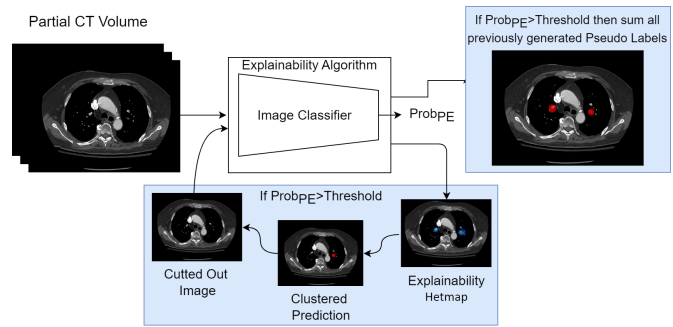 Partial CT Volume
If ProbPE>Threshold then sum all
previously generated Pseudo Labels
Explainability Algorithm
Image Classifier
ProbPE
If ProbPE>Threshold
Cutted Out
Image
Clustered
Prediction
Explainability
Hetmap